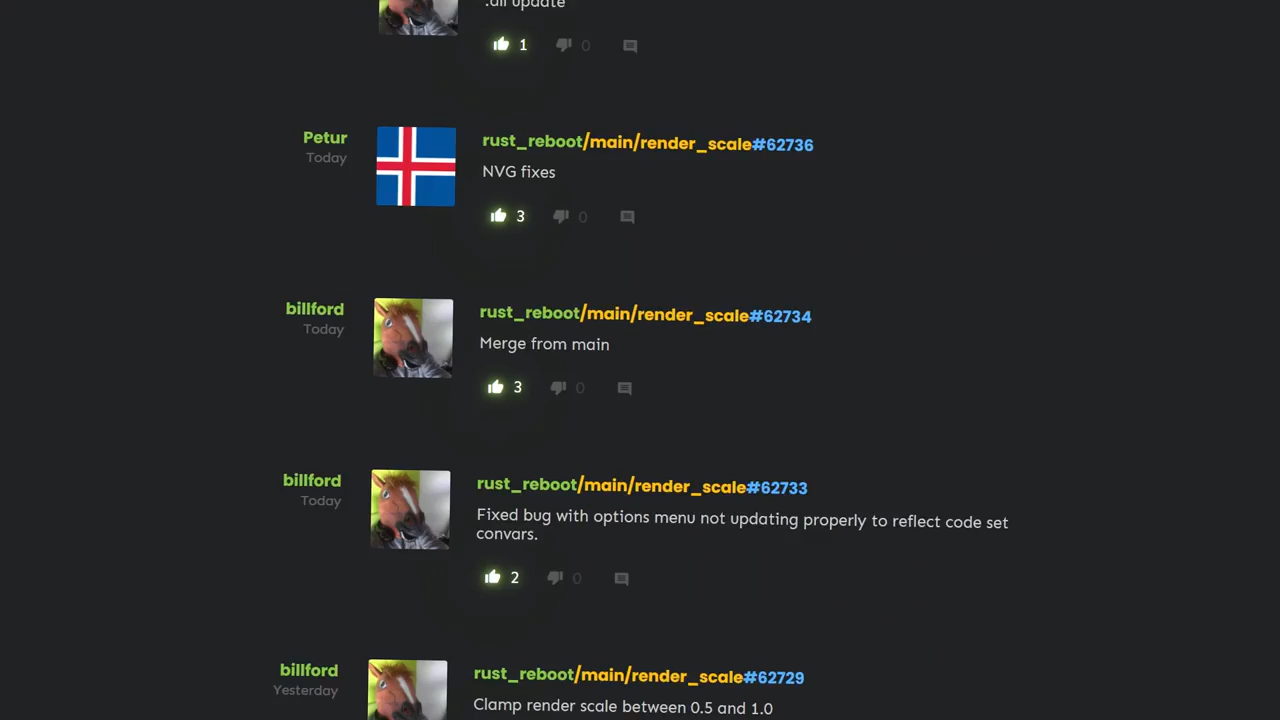 .dll update
1 0
Petur
Today
rust_reboot/main/render_scale#62736
NVG fixes
3 0
billford
Today
rust_reboot/main/render_scale#62734
Merge from main
3 0
billford
Today
rust_reboot/main/render_scale#62733
Fixed bug with options menu not updating properly to reflect code set
convars.
2 0
billford
Yesterday
rust_reboot/main/render_scale#62729
Clamp render scale between 0.5 and 1.0